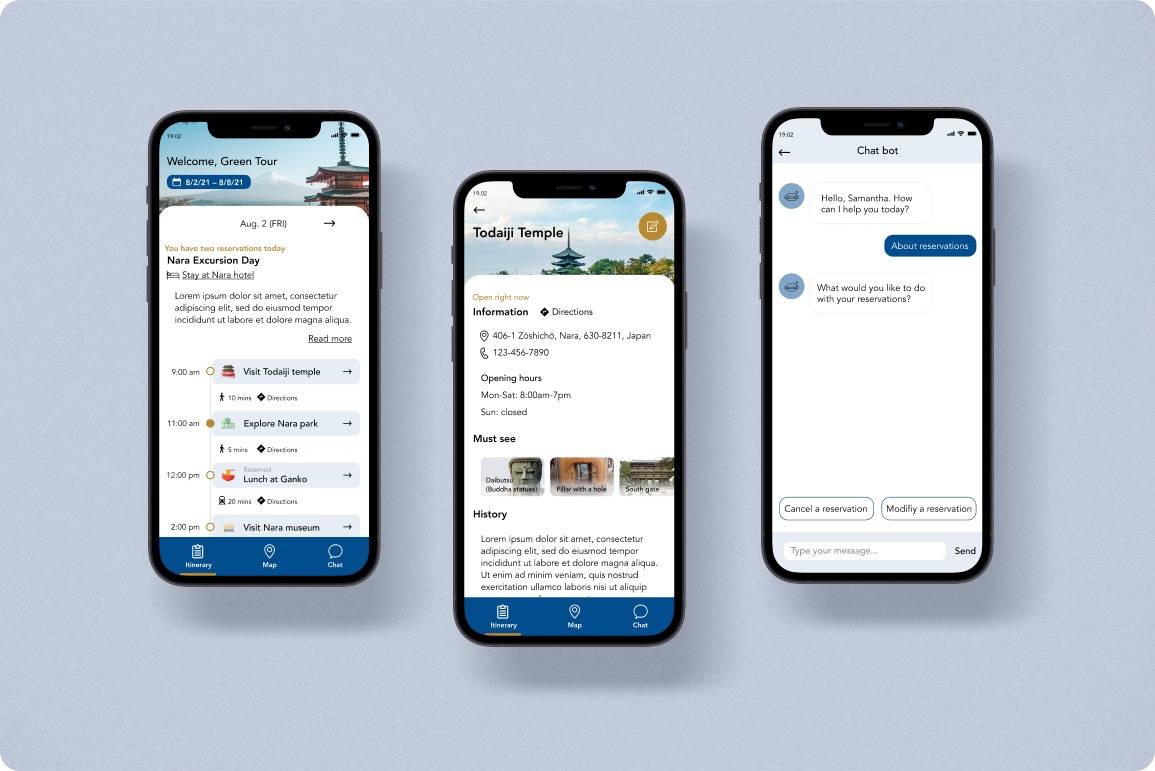 19:02
Welcome, Green Tour
8/2/21 – 8/8/21
Aug. 2 (FRI)
You have two reservations today
Nara Excursion Day
Stay at Nara hotel
Lorem ipsum dolor sit amet, consectetur
adipiscing elit, sed do eiusmod tempor
incididunt ut labore et dolore magna aliqua.
Read more
9:00 am
Visit Todaiji temple
10 mins
Directions
11:00 am
Explore Nara park
5 mins
Directions
12:00 pm
Reserved
Lunch at Ganko
20 mins
Directions
2:00 pm
Visit Nara museum
Itinerary
Map
Chat
19:02
Todaiji Temple
Open right now
Information
Directions
406-1 Zōshichō, Nara, 630-8211, Japan
123-456-7890
Opening hours
Mon-Sat: 8:00am-7pm
Sun: closed
Must see
Daibutsu
(Buddha statues)
Pillar with a hole
South gate
History
Lorem ipsum dolor sit amet, consectetur
adipiscing elit, sed do eiusmod tempor
incididunt ut labore et dolore magna aliqua.
Ut enim ad minim veniam, quis nostrud
exercitation ullamco laboris nisi ut aliquip
Itinerary
Map
Chat
19:02
Chat bot
Hello, Samantha. How
can I help you today?
About reservations
What would you like to do
with your reservations?
Cancel a reservation
Modifiy a reservation
Type your message...
Send